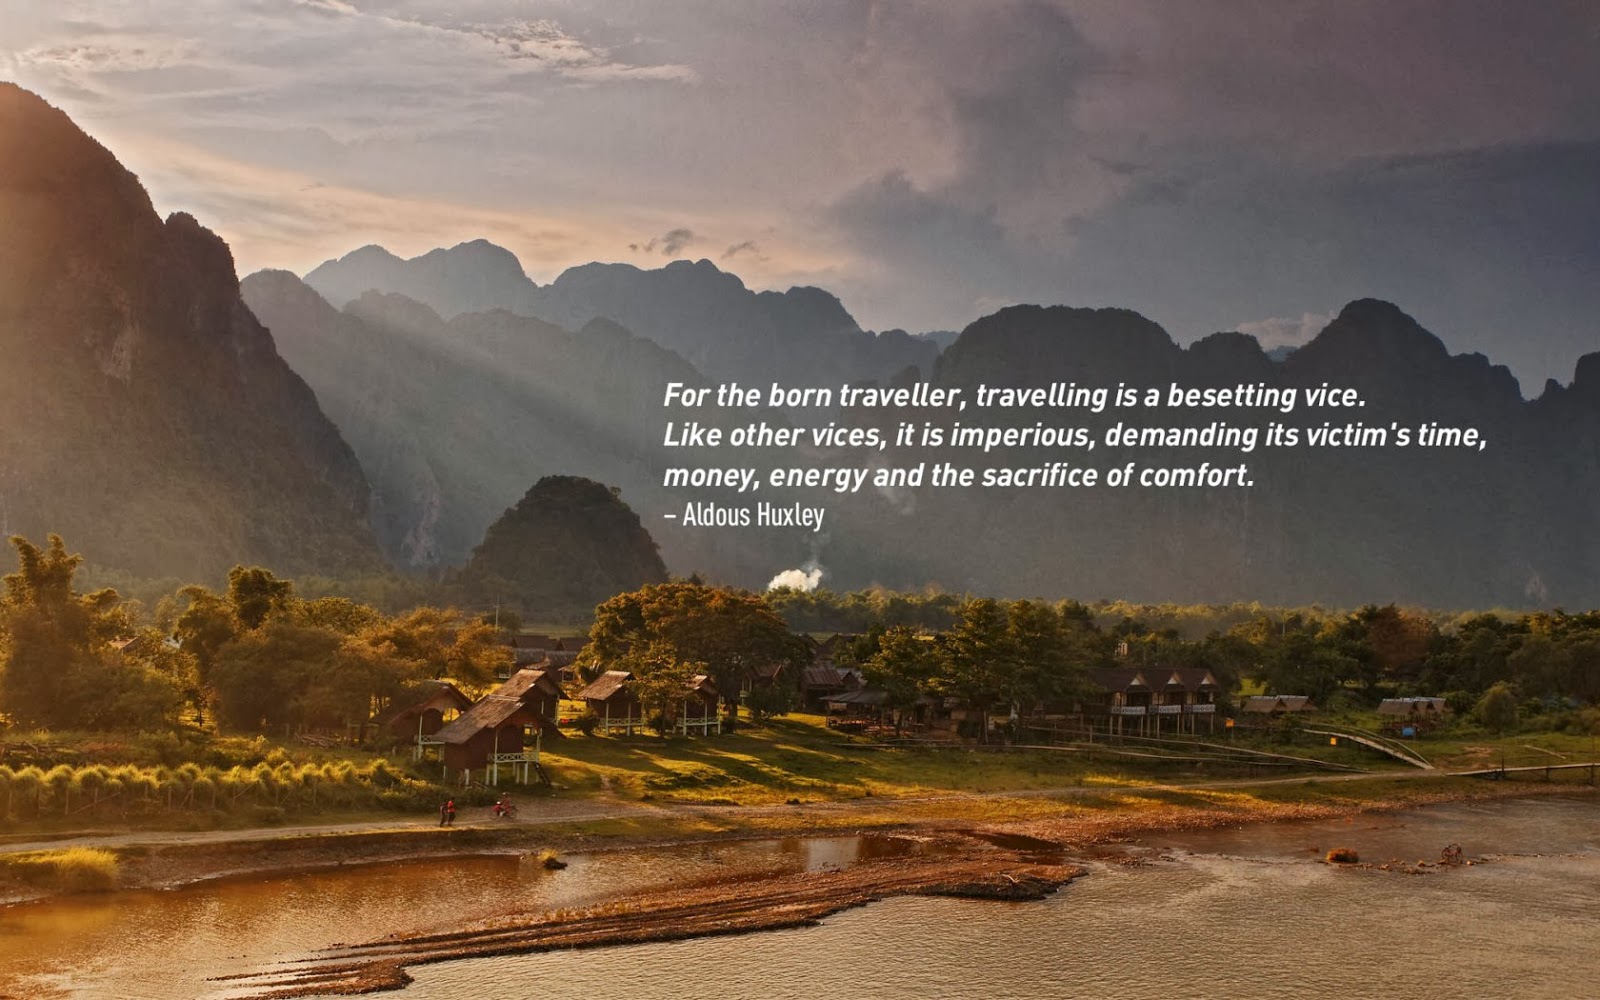 For the born traveller, travelling is a besetting vice.
Like other vices, it is imperious, demanding its victim's time,
money, energy and the sacrifice of comfort.
– Aldous Huxley